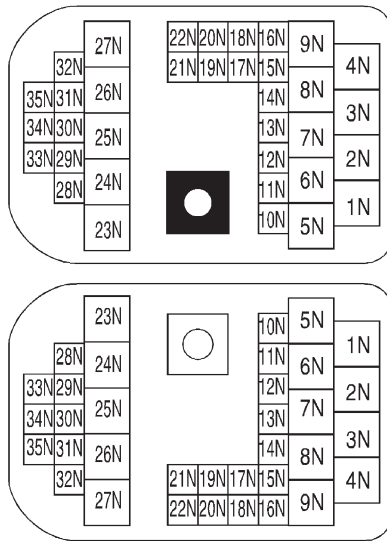 27N 22N 20N 18N 16N 9N
32N 21N 19N 17N 15N 4N
35N 31N 26N 14N 8N
34N 30N 25N 13N 7N 3N
33N 29N 24N 12N 6N 2N
28N 11N 1N
23N 10N 5N
23N 10N 5N
28N 24N 11N 6N 1N
33N 29N 12N 2N
34N 30N 25N 13N 7N
35N 31N 26N 14N 8N 3N
32N 21N 19N 17N 15N 4N
27N 22N 20N 18N 16N 9N